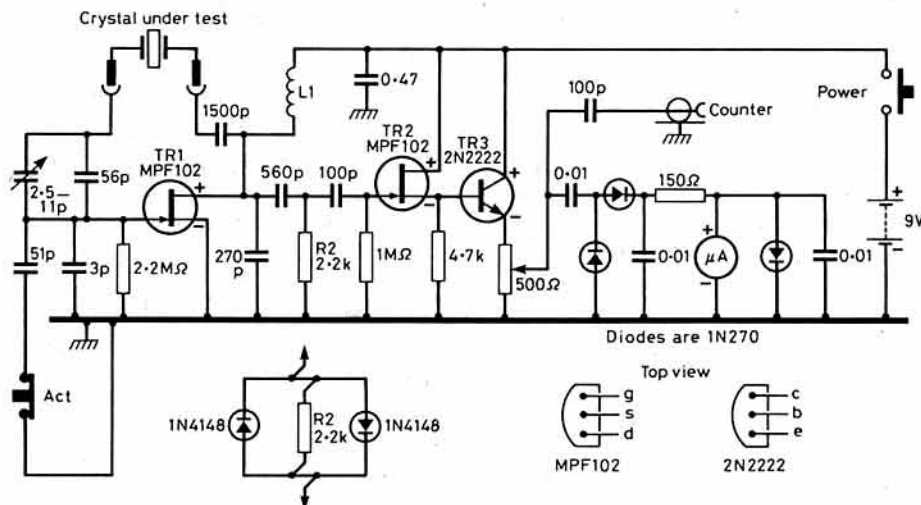 Crystal under test
1500p
L1
0·47
100p
Counter
Power
TR1
MPF102
TR2
MPF102
TR3
2N2222
56p
2·5–
11p
560p
100p
0·01
150Ω
9V
51p
3p
2·2MΩ
270
p
R2
2·2k
1MΩ
4·7k
500Ω
0·01
μA
0·01
+
−
+
−
+
−
+
−
+
−
Diodes are 1N270
Act
1N4148
R2
2·2k
1N4148
Top view
g
s
d
MPF102
c
b
e
2N2222